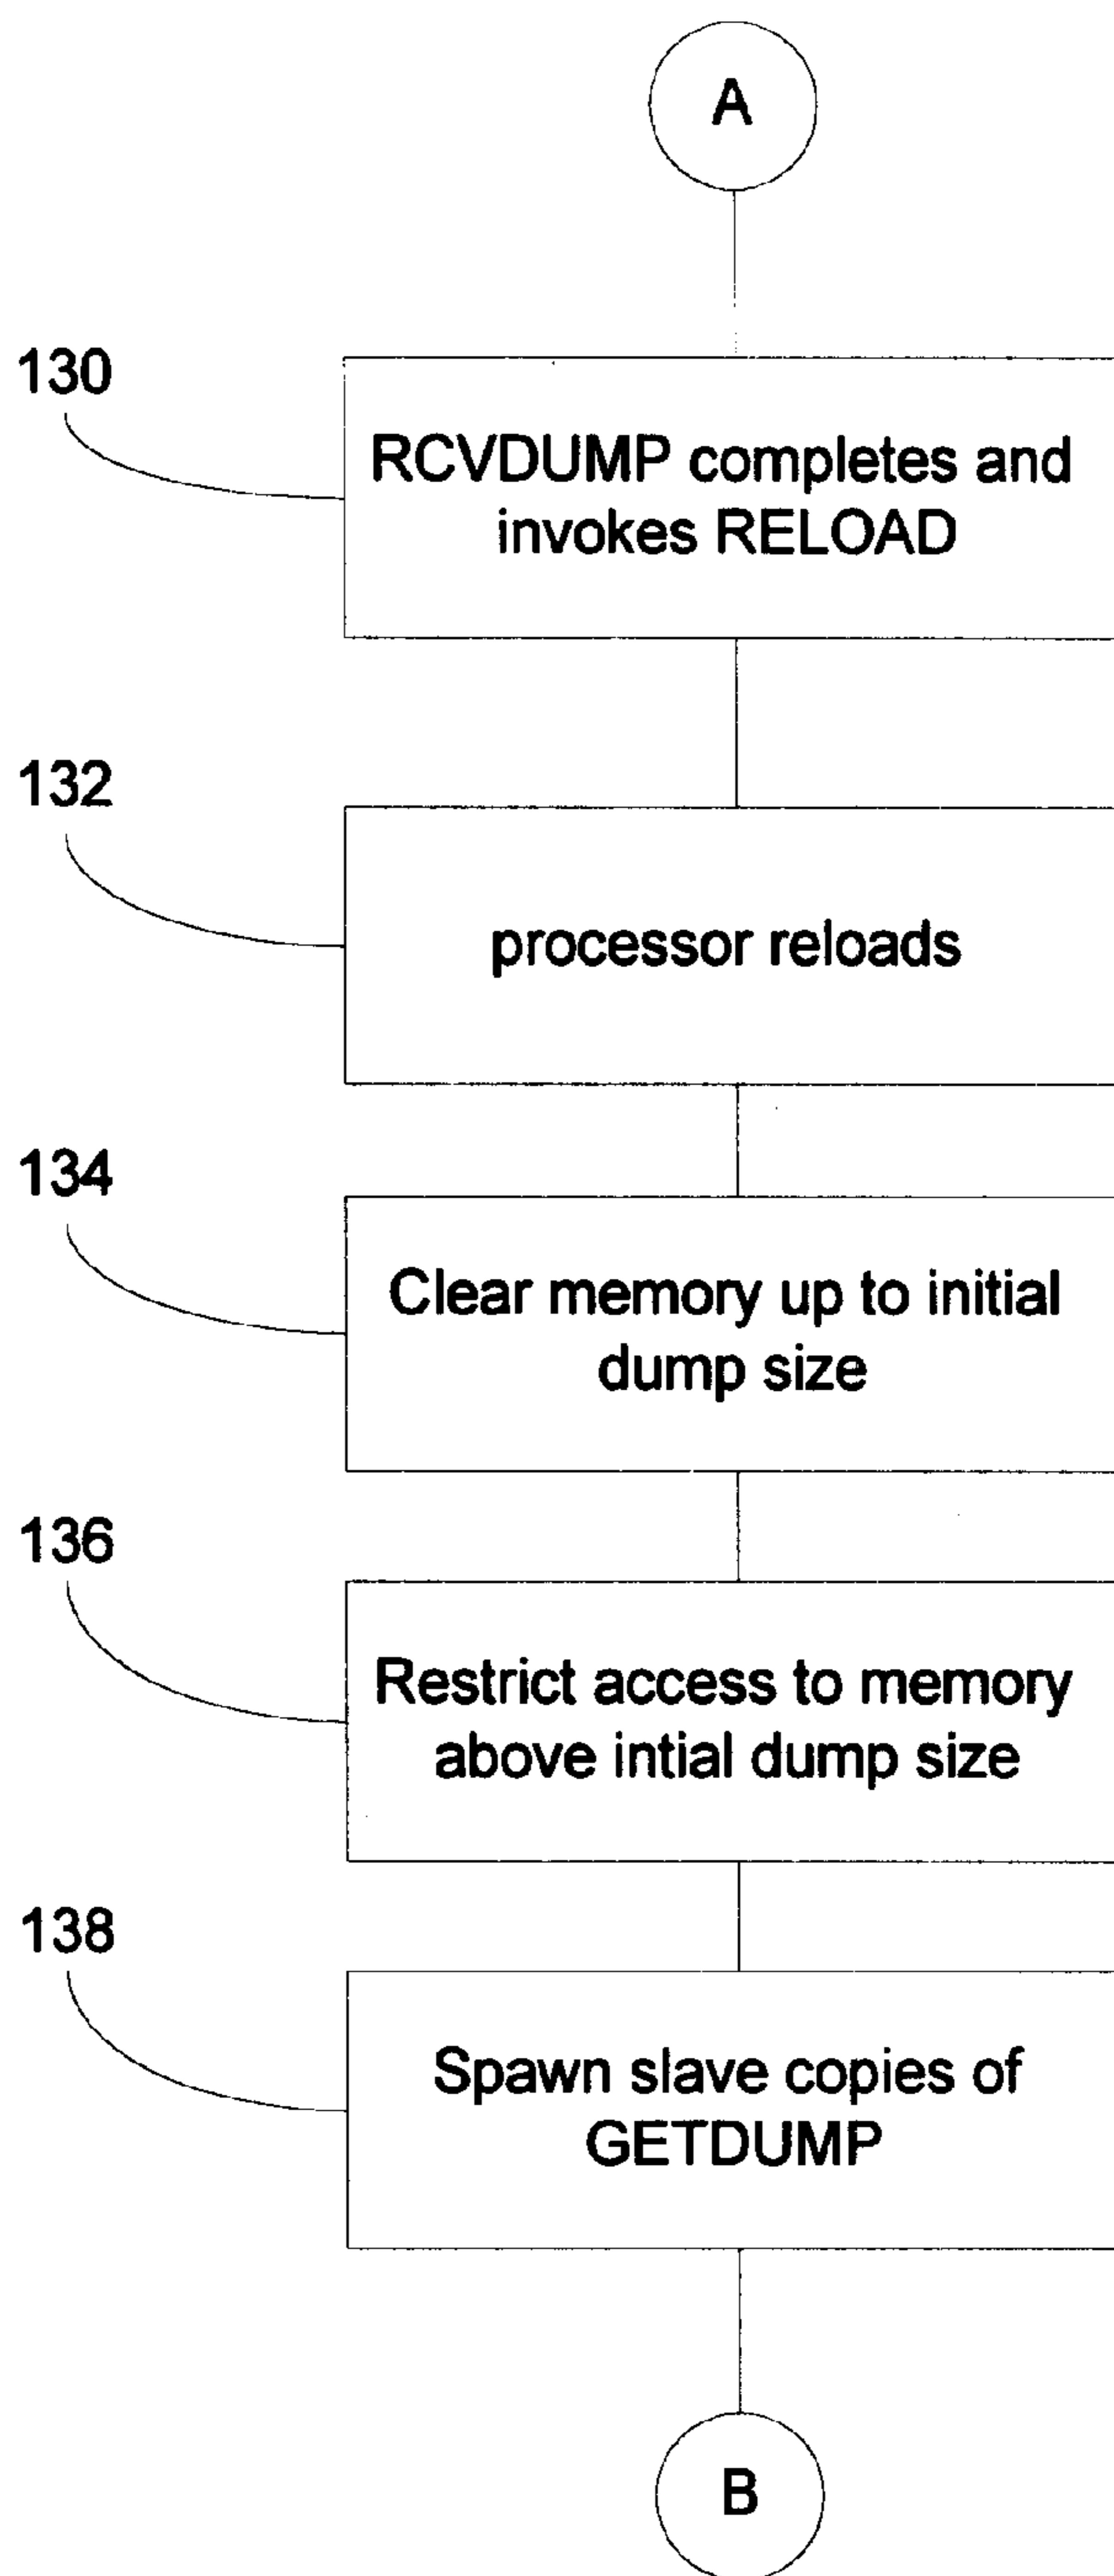 A
130
RCVDUMP completes and
invokes RELOAD
132
processor reloads
134
Clear memory up to initial
dump size
136
Restrict access to memory
above intial dump size
138
Spawn slave copies of
GETDUMP
B